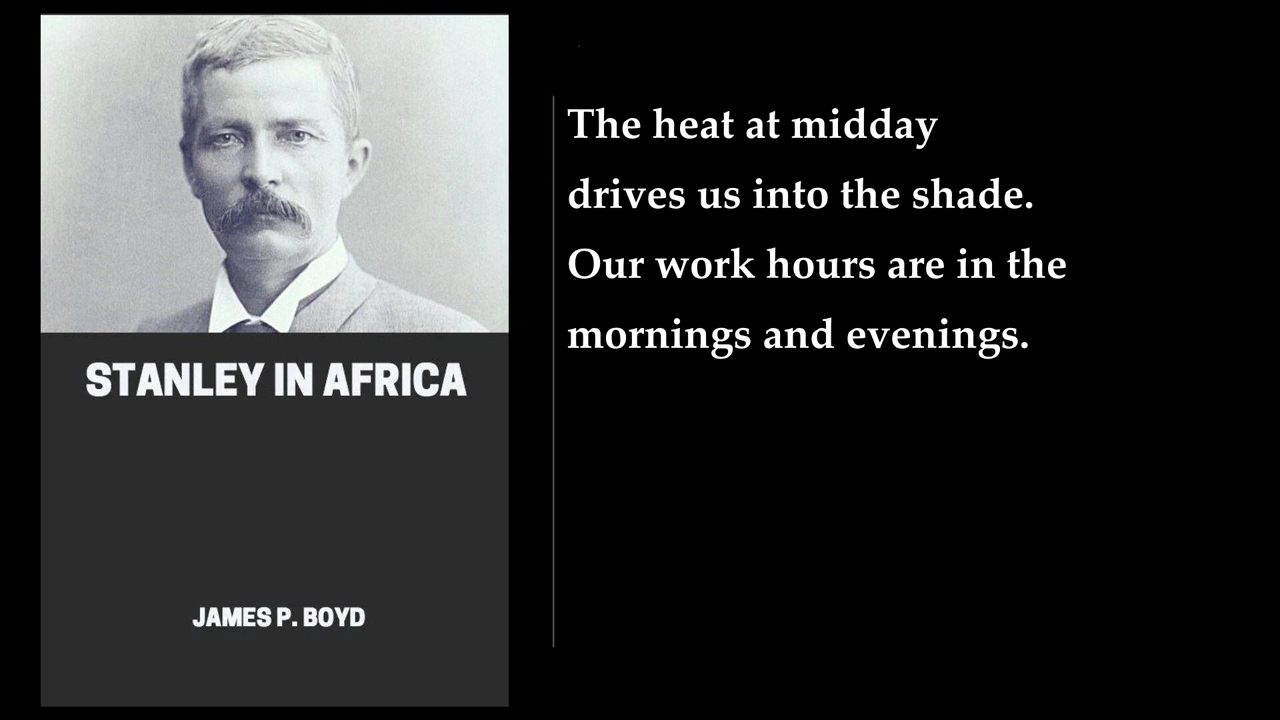 STANLEY IN AFRICA
JAMES P. BOYD
The heat at midday
drives us into the shade.
Our work hours are in the
mornings and evenings.